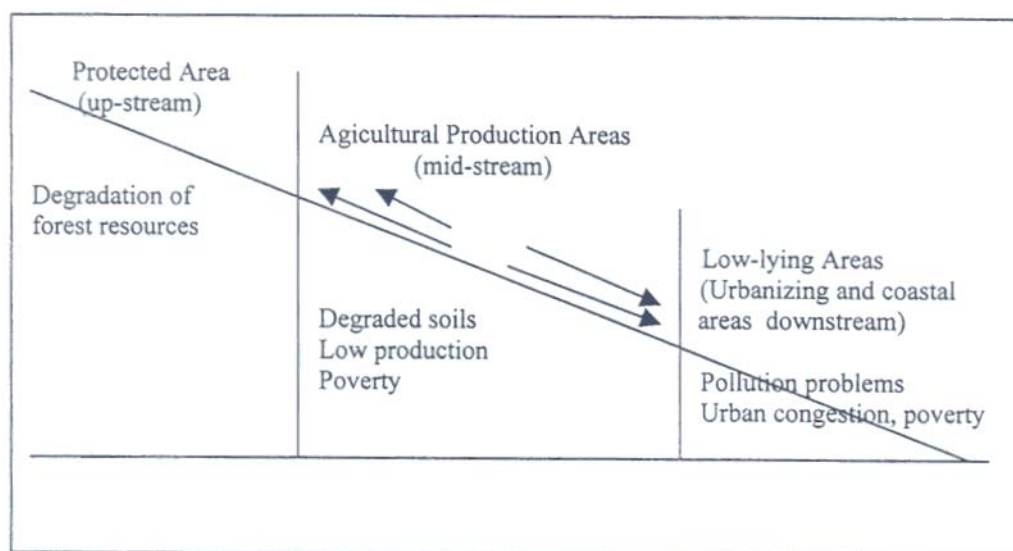 Protected Area
(up-stream)
Degradation of
forest resources
Agicultural Production Areas
(mid-stream)
Degraded soils
Low production
Poverty
Low-lying Areas
(Urbanizing and coastal
areas downstream)
Pollution problems
Urban congestion, poverty